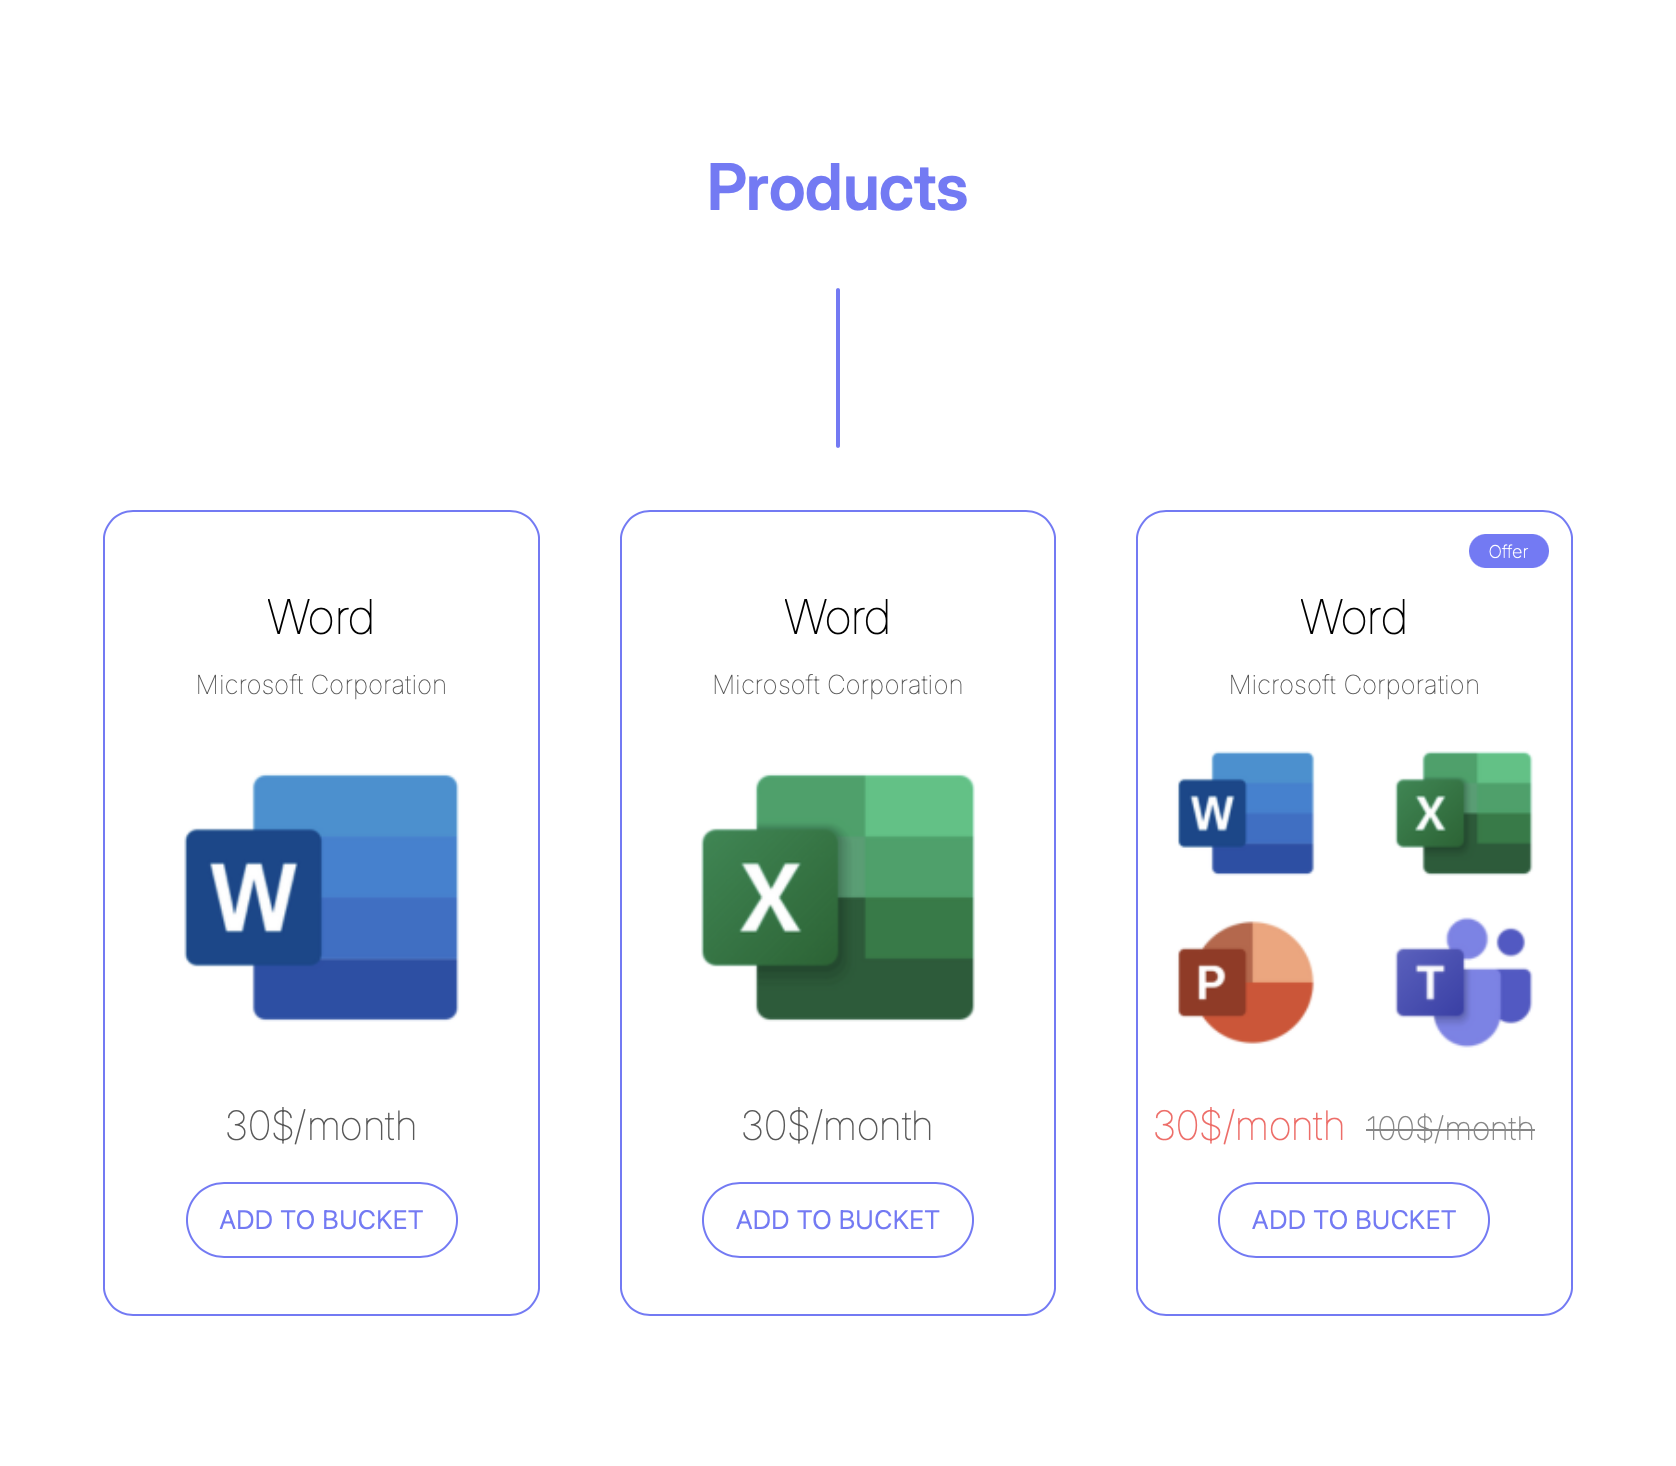 Products
Word
Microsoft Corporation
W
30$/month
ADD TO BUCKET
Word
Microsoft Corporation
X
30$/month
ADD TO BUCKET
Offer
Word
Microsoft Corporation
W X
P T
30$/month 100$/month
ADD TO BUCKET